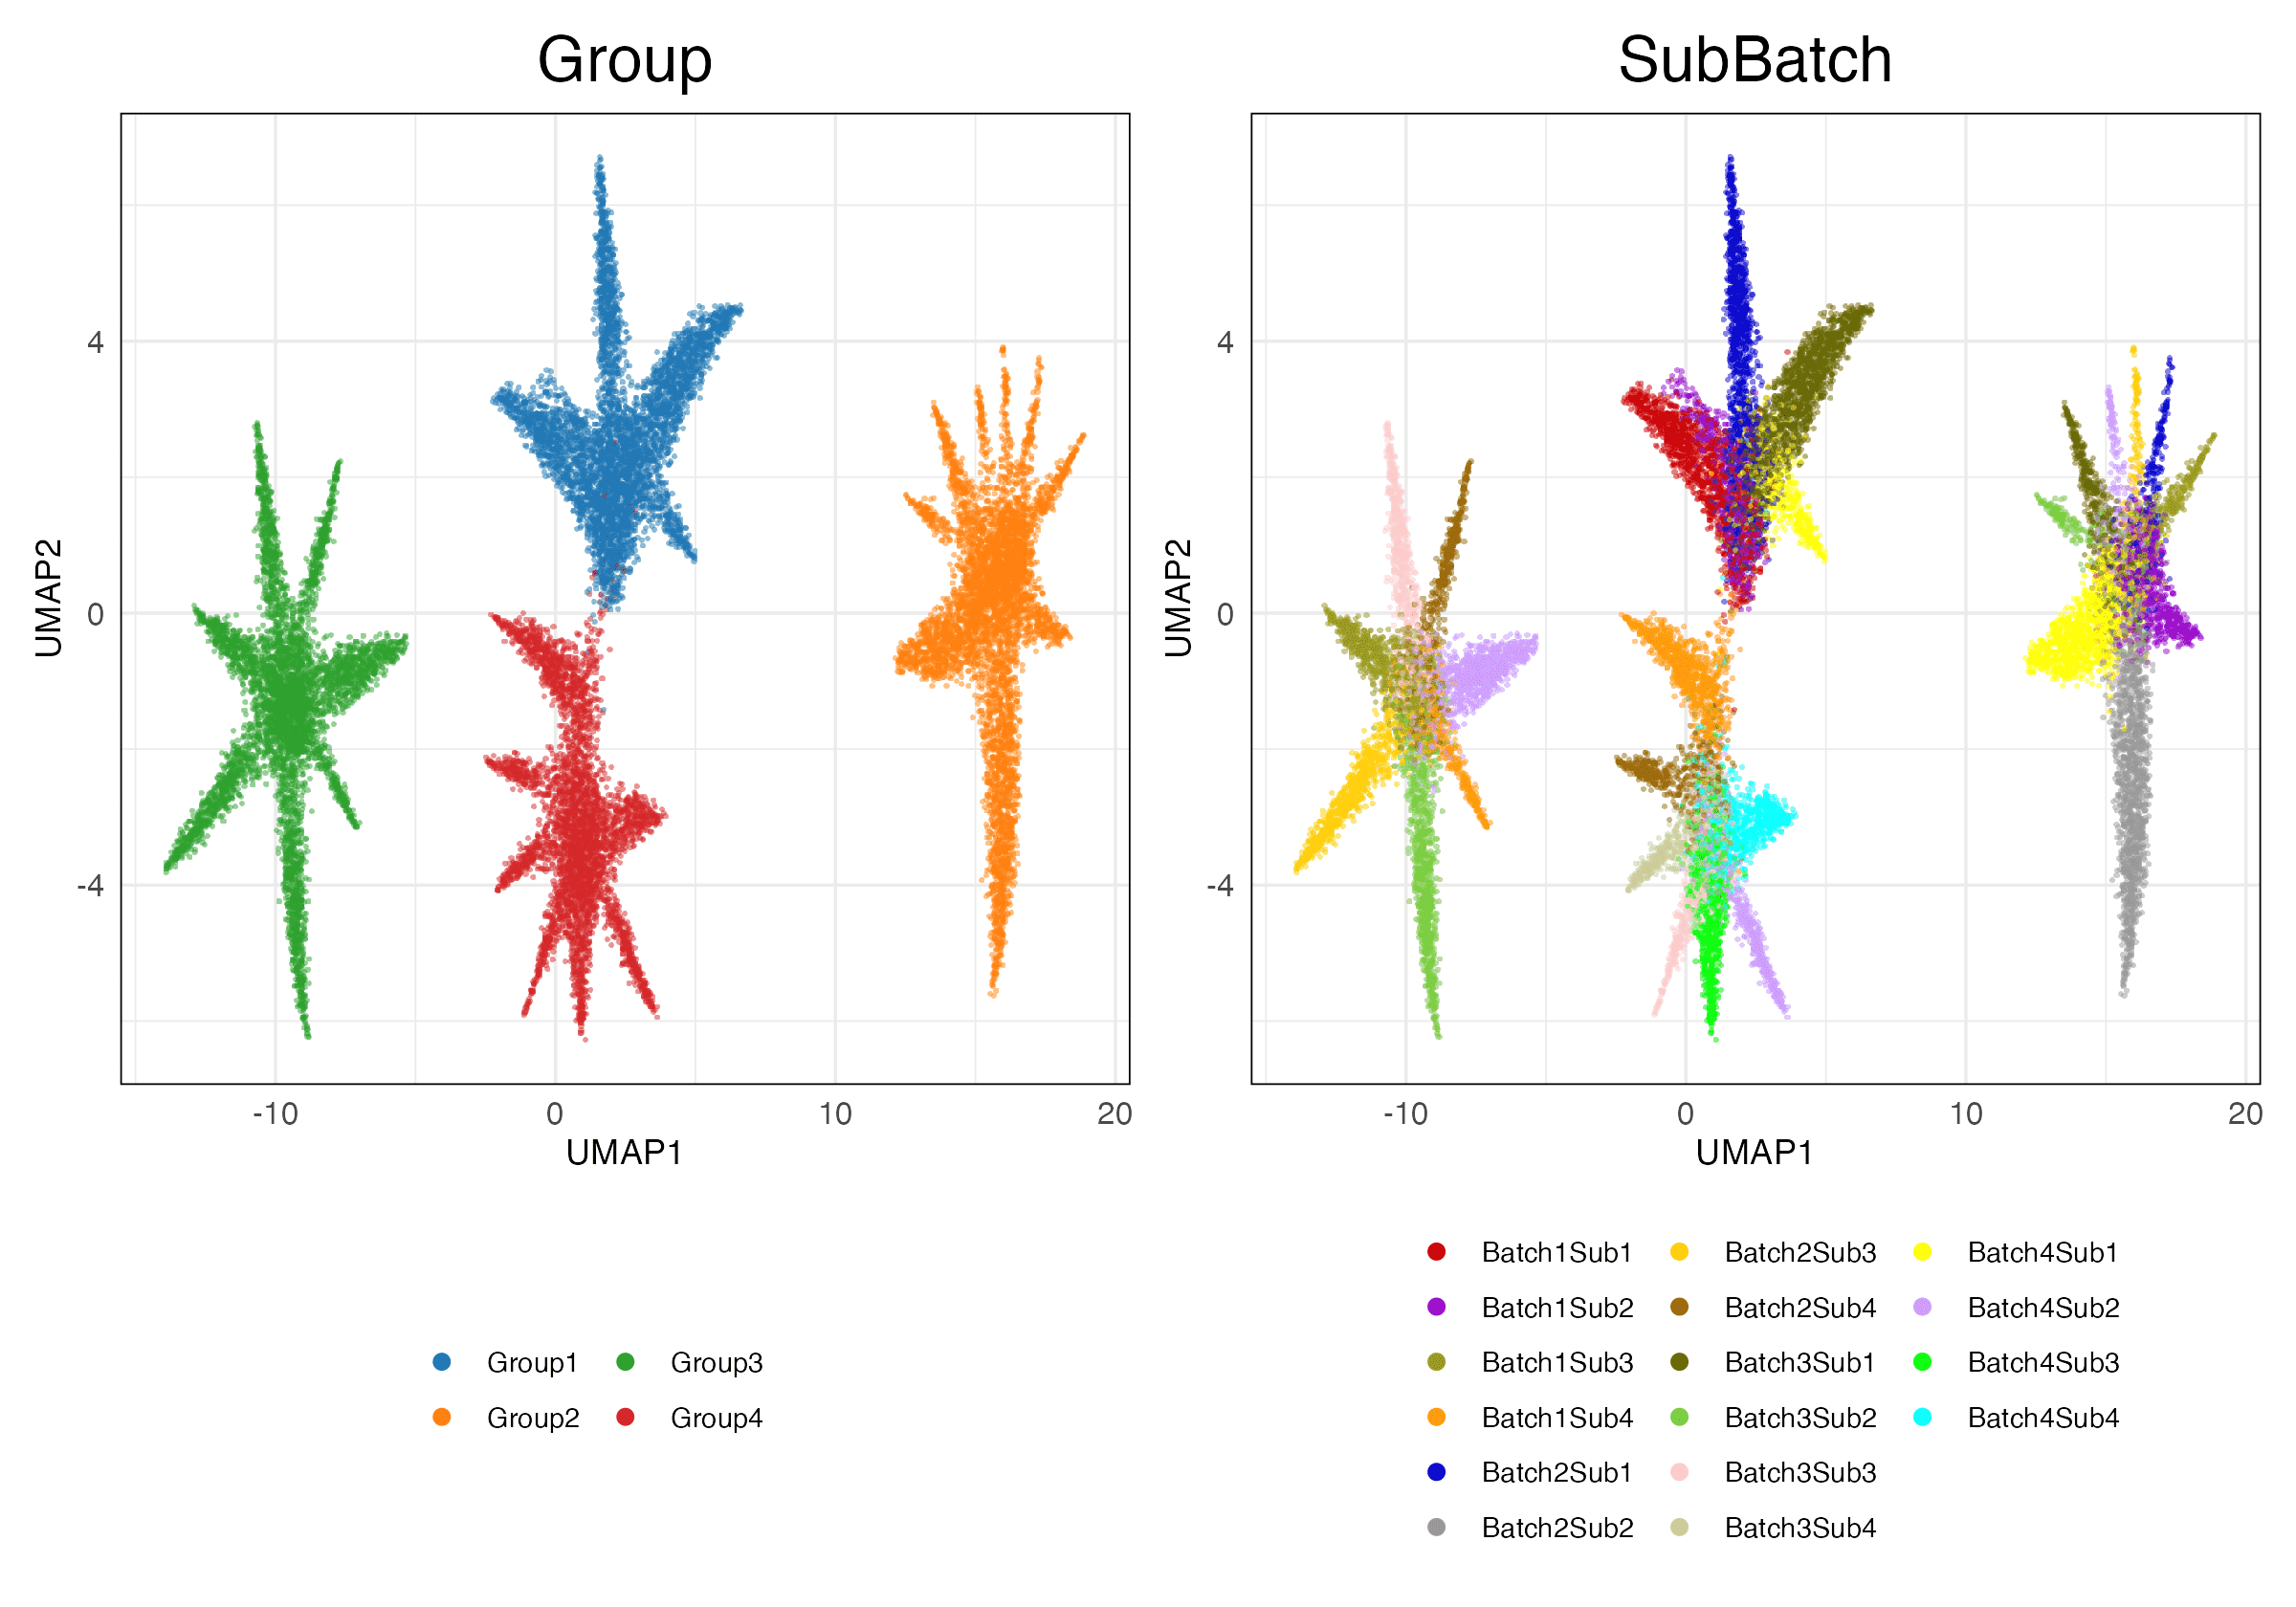 Group
SubBatch
UMAP2
4
0
-4
-10
0
10
20
UMAP1
UMAP2
4
0
-4
-10
0
10
20
UMAP1
Group1
Group3
Group2
Group4
Batch1Sub1
Batch2Sub3
Batch4Sub1
Batch1Sub2
Batch2Sub4
Batch4Sub2
Batch1Sub3
Batch3Sub1
Batch4Sub3
Batch1Sub4
Batch3Sub2
Batch4Sub4
Batch2Sub1
Batch3Sub3
Batch2Sub2
Batch3Sub4